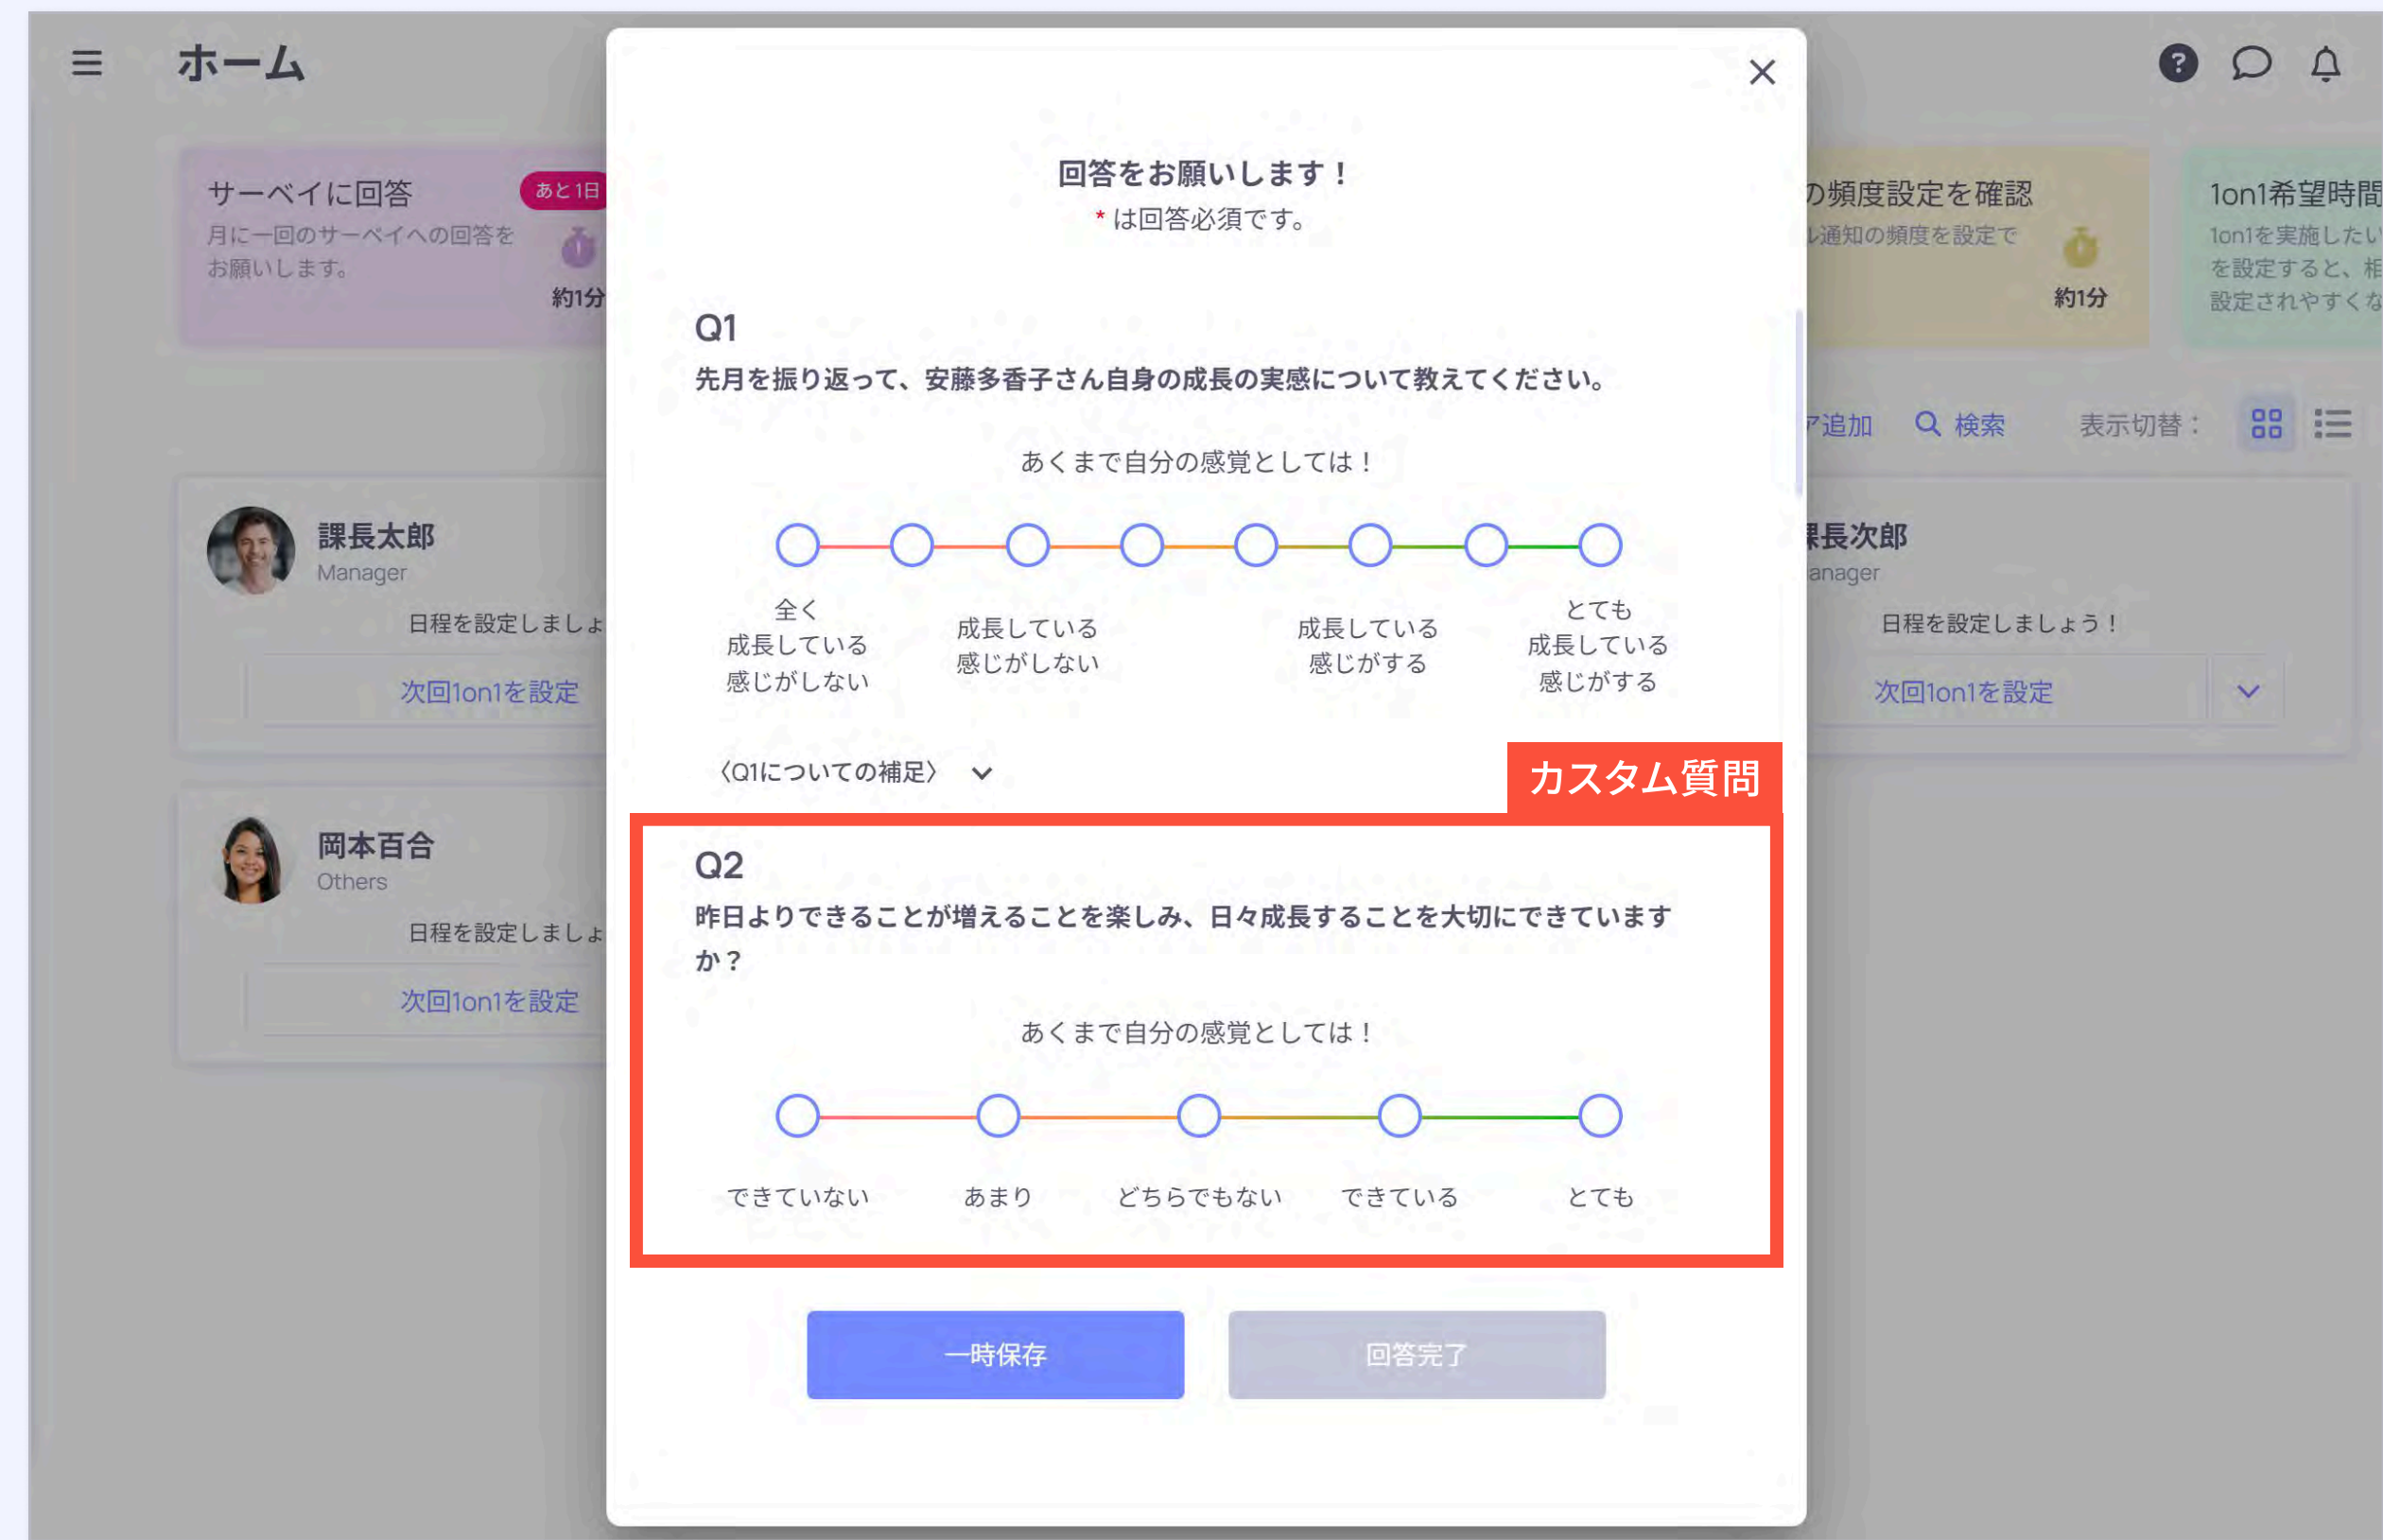 ホーム
サーベイに回答
あと1日
月に一回のサーベイへの回答を
お願いします。
約1分
回答をお願いします！
* は回答必須です。
Q1
先月を振り返って、安藤多香子さん自身の成長の実感について教えてください。
あくまで自分の感覚としては！
全く
成長している
感じがしない
成長している
感じがしない
成長している
感じがする
とても
成長している
感じがする
〈Q1についての補足〉
カスタム質問
Q2
昨日よりできることが増えることを楽しみ、日々成長することを大切にできています
か？
あくまで自分の感覚としては！
できていない
あまり
どちらでもない
できている
とても
一時保存
回答完了
の頻度設定を確認
ル通知の頻度を設定で
約1分
1on1希望時間
1on1を実施したい
を設定すると、相
設定されやすくな
ア追加
検索
表示切替：
課長太郎
Manager
日程を設定しましょ
次回1on1を設定
岡本百合
Others
日程を設定しましょ
次回1on1を設定
課長次郎
anager
日程を設定しましょう！
次回1on1を設定